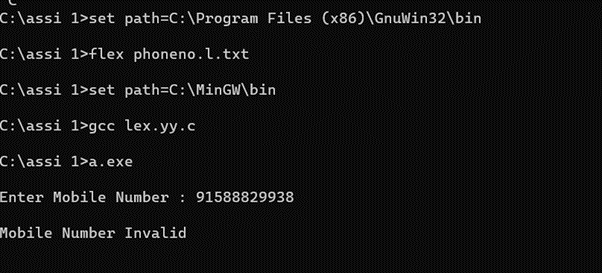 C:\assi 1>set path=C:\Program Files (x86)\GnuWin32\bin
C:\assi 1>flex phoneno.l.txt
C:\assi 1>set path=C:\MinGW\bin
C:\assi 1>gcc lex.yy.c
C:\assi 1>a.exe
Enter Mobile Number : 91588829938
Mobile Number Invalid